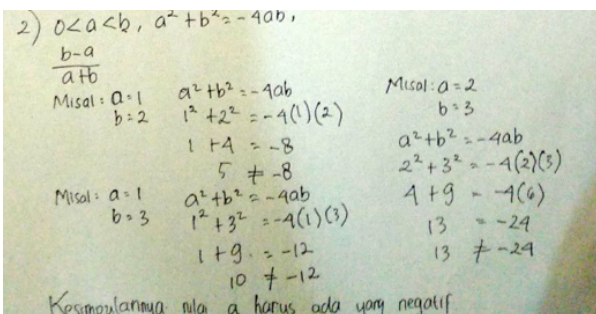 2) 0<a<b, a² + b² = -4ab,
b-a
a+b
Misal : a=1
b=2
a² + b² = -4ab
1² + 2² = -4(1)(2)
1 + 4 = -8
5 ≠ -8
Misal : a=2
b=3
a² + b² = -4ab
2² + 3² = -4(2)(3)
4 + 9 = -4(6)
13 = -24
13 ≠ -24
Misal : a=1
b=3
a² + b² = -4ab
1² + 3² = -4(1)(3)
1 + 9 = -12
10 ≠ -12
Kesimpulannya nilai a harus ada yang negatif